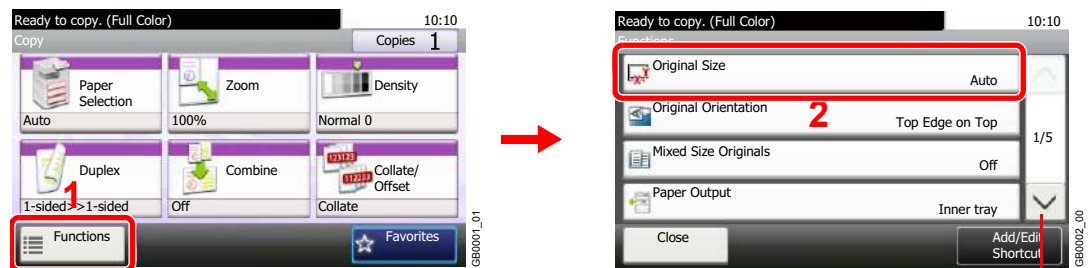 Ready to copy. (Full Color) 10:10
Copy Copies 1
Paper Selection
Auto
Zoom
100%
Density
Normal 0
Duplex
1-sided>>1-sided
Combine
Off
Collate/
Offset
Collate
1
Functions
Favorites
GB0001_01
Ready to copy. (Full Color) 10:10
Functions
Original Size
Auto
Original Orientation
2
Top Edge on Top
1/5
Mixed Size Originals
Off
Paper Output
Inner tray
Close
Add/Edit
Shortcut
GB0002_00